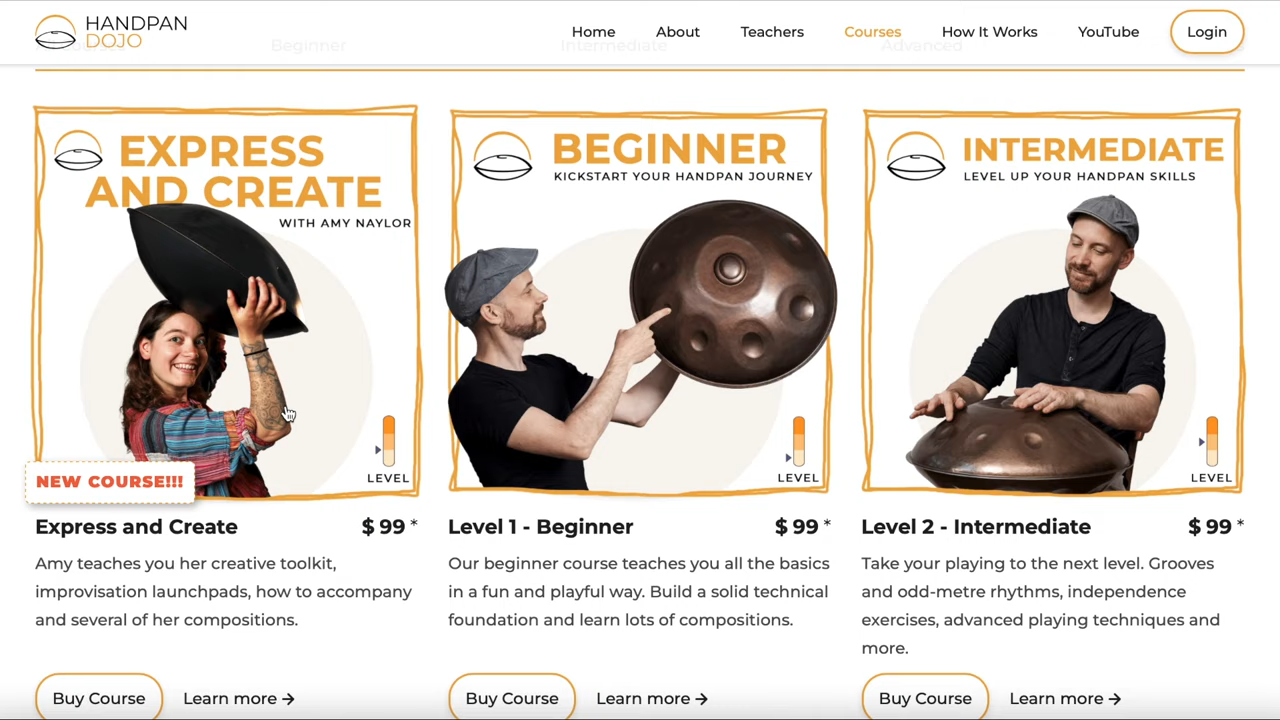 HANDPAN
DOJO
Home
About
Teachers
Courses
How It Works
YouTube
Login
Courses
Beginner
Intermediate
Advanced
EXPRESS
AND CREATE
WITH AMY NAYLOR
LEVEL
NEW COURSE!!!
BEGINNER
KICKSTART YOUR HANDPAN JOURNEY
LEVEL
INTERMEDIATE
LEVEL UP YOUR HANDPAN SKILLS
LEVEL
Express and Create $ 99 *
Amy teaches you her creative toolkit,
improvisation launchpads, how to accompany
and several of her compositions.
Buy Course Learn more →
Level 1 - Beginner $ 99 *
Our beginner course teaches you all the basics
in a fun and playful way. Build a solid technical
foundation and learn lots of compositions.
Buy Course Learn more →
Level 2 - Intermediate $ 99 *
Take your playing to the next level. Grooves
and odd-metre rhythms, independence
exercises, advanced playing techniques and
more.
Buy Course Learn more →